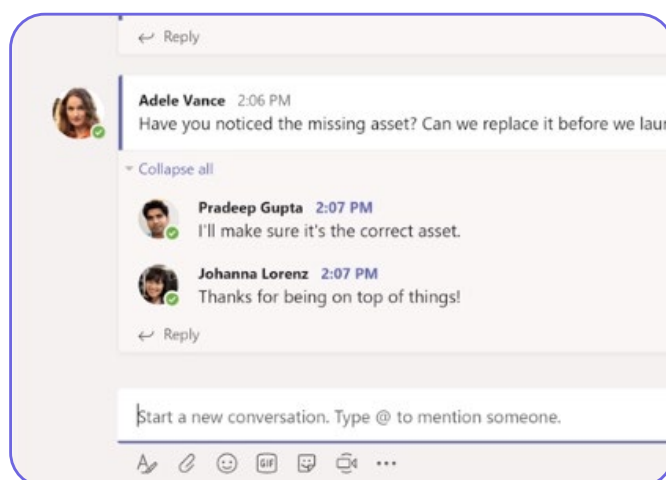 Reply
Adele Vance 2:06 PM
Have you noticed the missing asset? Can we replace it before we
Collapse all
Pradeep Gupta 2:07 PM
I'll make sure it's the correct asset.
Johanna Lorenz 2:07 PM
Thanks for being on top of things!
Reply
Start a new conversation. Type @ to mention someone.
GIF